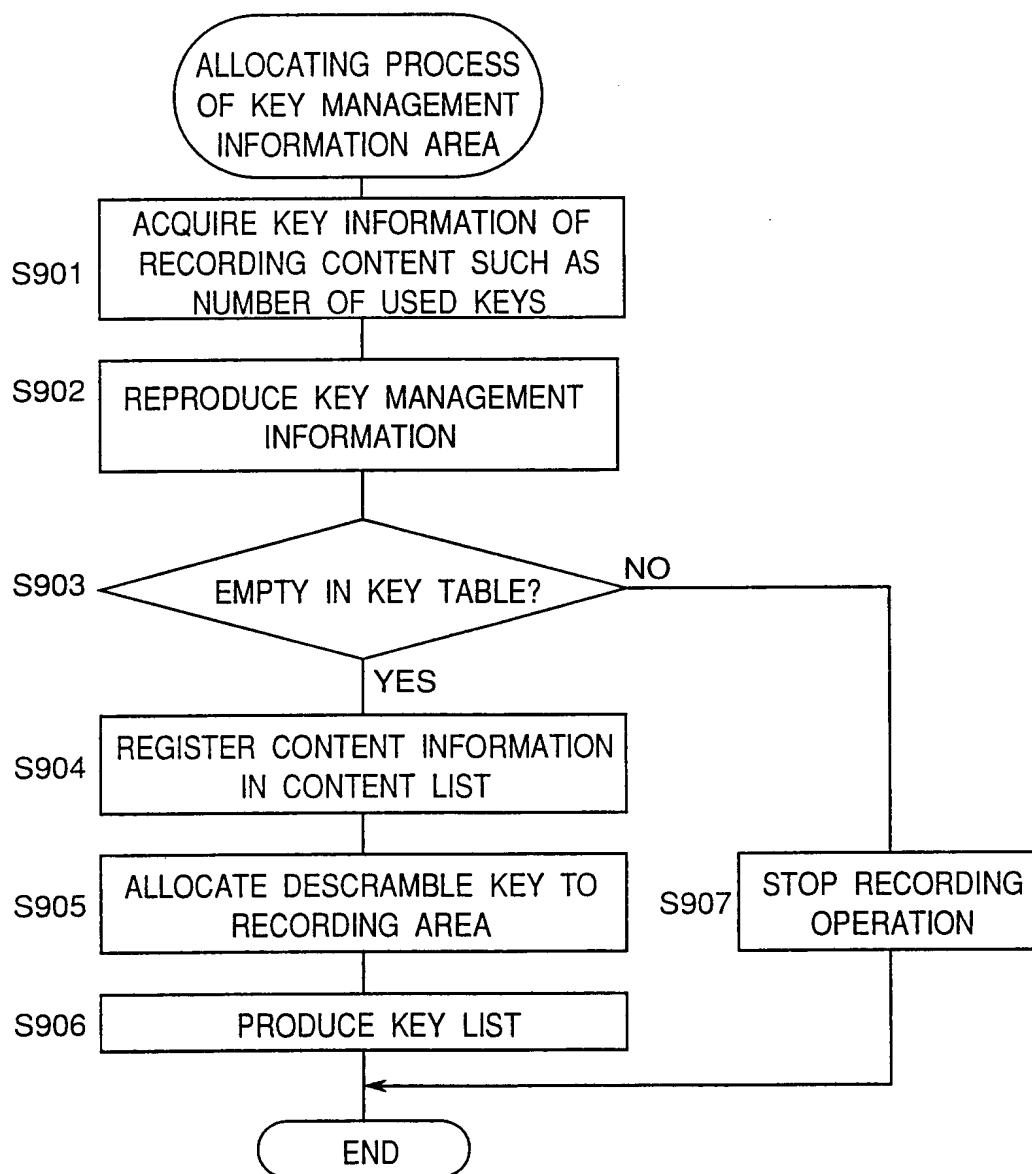 ALLOCATING PROCESS
OF KEY MANAGEMENT
INFORMATION AREA
S901
ACQUIRE KEY INFORMATION OF
RECORDING CONTENT SUCH AS
NUMBER OF USED KEYS
S902
REPRODUCE KEY MANAGEMENT
INFORMATION
S903
EMPTY IN KEY TABLE?
NO
YES
S904
REGISTER CONTENT INFORMATION
IN CONTENT LIST
S905
ALLOCATE DESCRAMBLE KEY TO
RECORDING AREA
S907
STOP RECORDING
OPERATION
S906
PRODUCE KEY LIST
END